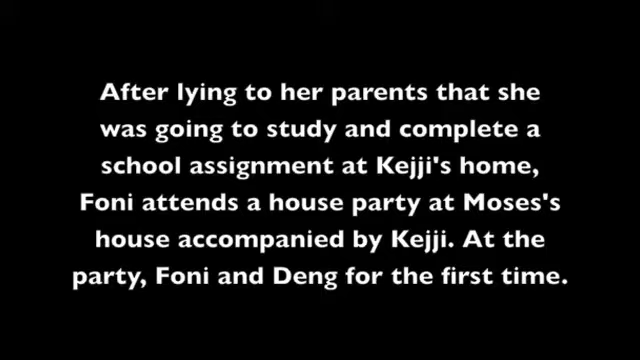 After lying to her parents that she
was going to study and complete a
school assignment at Kejji's home,
Foni attends a house party at Moses's
house accompanied by Kejji. At the
party, Foni and Deng for the first time.